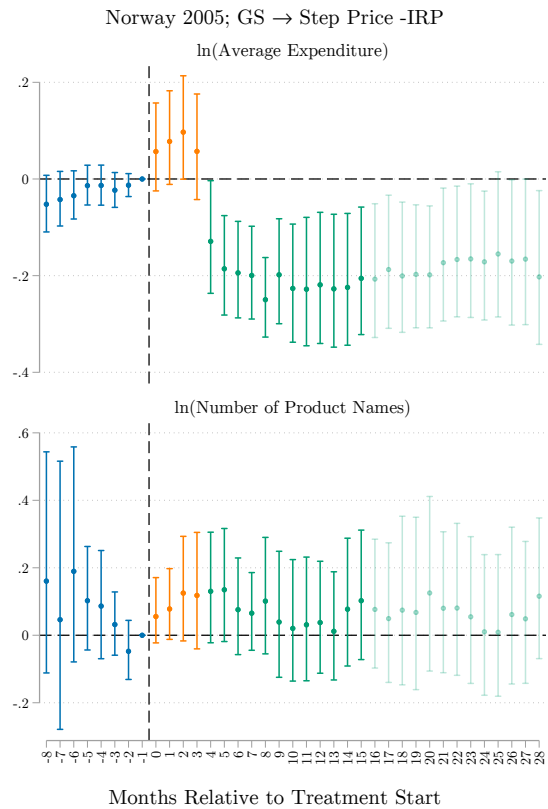 Norway 2005; GS → Step Price -IRP
ln(Average Expenditure)
.2
0
-.2
-.4
ln(Number of Product Names)
.6
.4
.2
0
-.2
-8 -7 -6 -5 -4 -3 -2 -1 0 1 2 3 4 5 6 7 8 9 10 11 12 13 14 15 16 17 18 19 20 21 22 23 24 25 26 27 28
Months Relative to Treatment Start